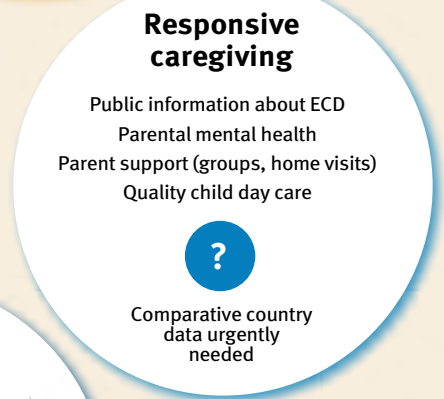 Responsive
caregiving
Public information about ECD
Parental mental health
Parent support (groups, home visits)
Quality child day care
?
Comparative country
data urgently
needed